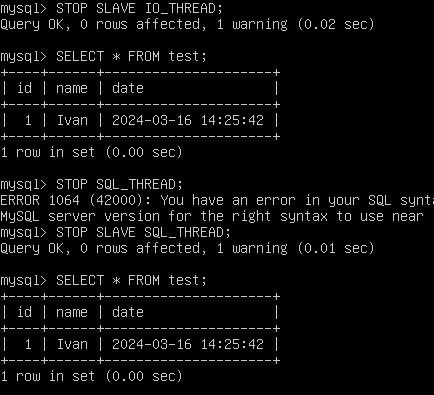 mysql> STOP SLAVE IO_THREAD;
Query OK, 0 rows affected, 1 warning (0.02 sec)
mysql> SELECT * FROM test;
+----+------+---------------------+
| id | name | date                |
+----+------+---------------------+
|  1 | Ivan | 2024-03-16 14:25:42 |
+----+------+---------------------+
1 row in set (0.00 sec)
mysql> STOP SQL_THREAD;
ERROR 1064 (42000): You have an error in your SQL synta
MySQL server version for the right syntax to use near
mysql> STOP SLAVE SQL_THREAD;
Query OK, 0 rows affected, 1 warning (0.01 sec)
mysql> SELECT * FROM test;
+----+------+---------------------+
| id | name | date                |
+----+------+---------------------+
|  1 | Ivan | 2024-03-16 14:25:42 |
+----+------+---------------------+
1 row in set (0.00 sec)